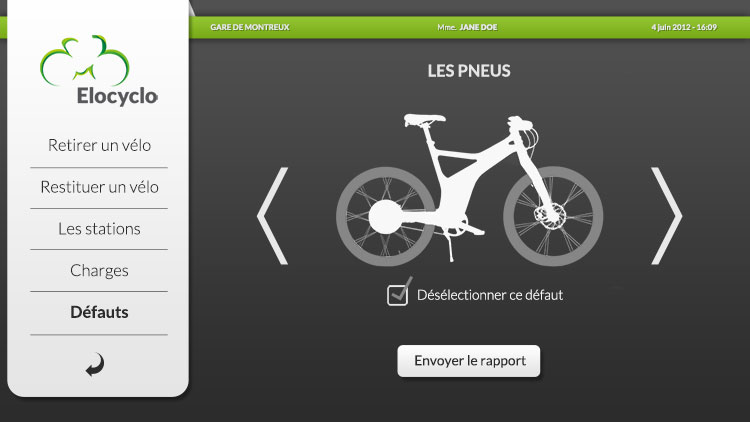 GARE DE MONTREUX
Mme. JANE DOE
4 juin 2012 - 16:09
Elocyclo
Retirer un vélo
Restituer un vélo
Les stations
Charges
Défauts
LES PNEUS
Désélectionner ce défaut
Envoyer le rapport